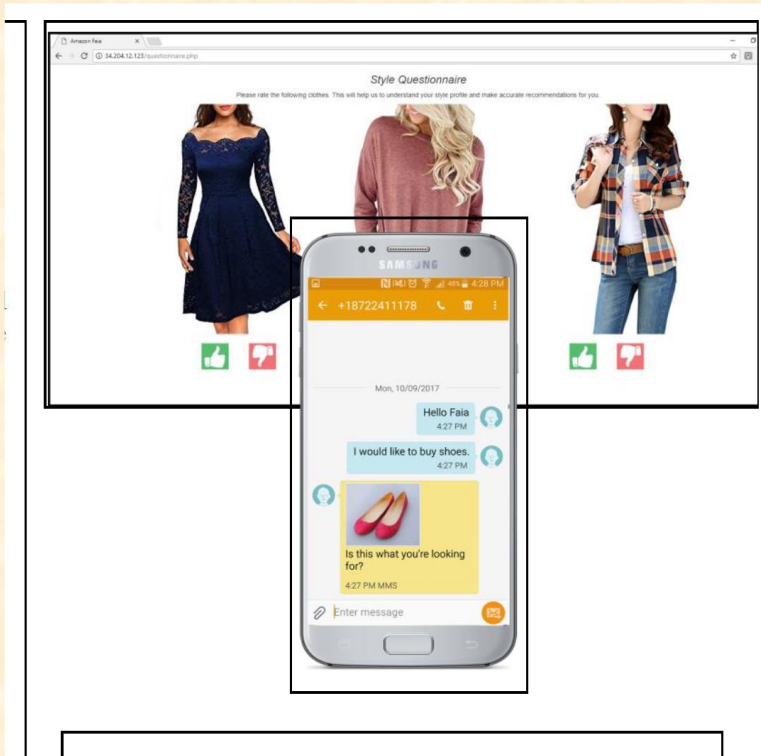 Amazon Faia
34.204.12.123/questionnaire.php
Style Questionnaire
Please rate the following clothes. This will help us to understand your style profile and make accurate recommendations for you.
SAMSUNG
48% 4:28 PM
+18722411178
Mon, 10/09/2017
Hello Faia
4:27 PM
I would like to buy shoes.
4:27 PM
Is this what you're looking
for?
4:27 PM MMS
Enter message